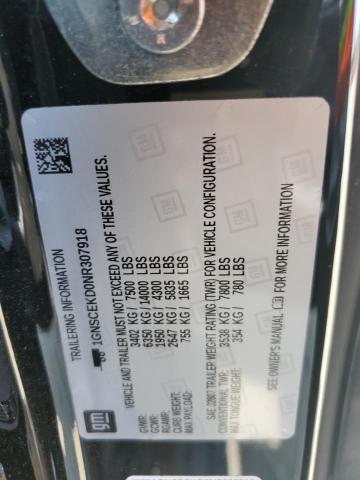 gm
TRAILERING INFORMATION
1GNSCEKD0NR307918
VEHICLE AND TRAILER MUST NOT EXCEED ANY OF THESE VALUES.
GVWR: 3402 KG / 7500 LBS
GCWR: 6350 KG / 14000 LBS
RGAWR: 1950 KG / 4300 LBS
CURB WEIGHT: 2647 KG / 5835 LBS
MAX PAYLOAD: 755 KG / 1665 LBS
SAE J2807 TRAILER WEIGHT RATING (TWR) FOR VEHICLE CONFIGURATION.
CONVENTIONAL TWR: 3538 KG / 7800 LBS
MAX TONGUE WEIGHT: 354 KG / 780 LBS
SEE OWNER'S MANUAL FOR MORE INFORMATION